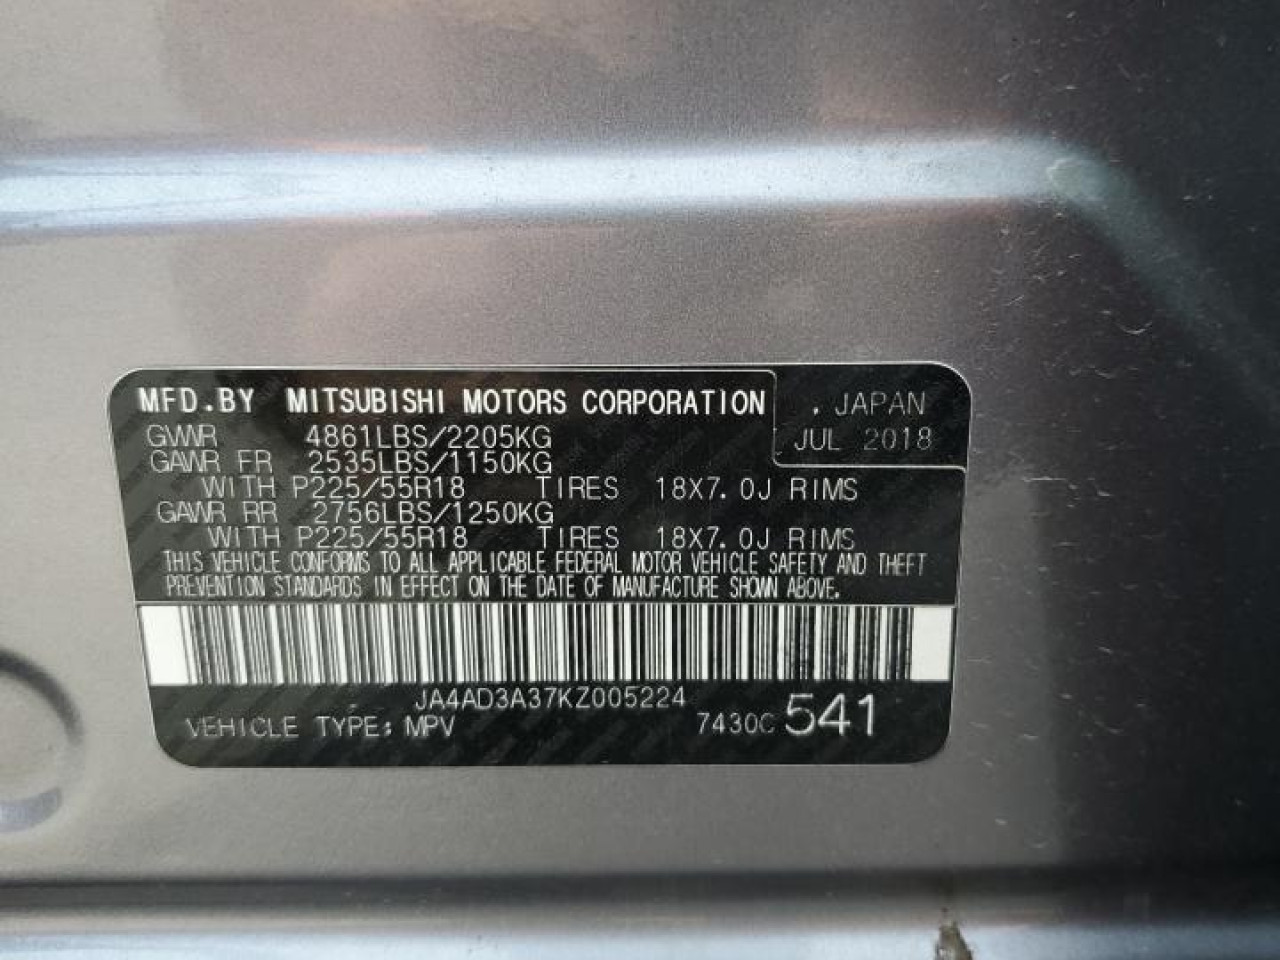 MFD.BY MITSUBISHI MOTORS CORPORATION
, JAPAN
JUL 2018
GVWR 4861LBS/2205KG
GAWR FR 2535LBS/1150KG
WITH P225/55R18 TIRES 18X7.0J RIMS
GAWR RR 2756LBS/1250KG
WITH P225/55R18 TIRES 18X7.0J RIMS
THIS VEHICLE CONFORMS TO ALL APPLICABLE FEDERAL MOTOR VEHICLE SAFETY AND THEFT
PREVENTION STANDARDS IN EFFECT ON THE DATE OF MANUFACTURE SHOWN ABOVE.
JA4AD3A37KZ005224
VEHICLE TYPE: MPV 7430C 541